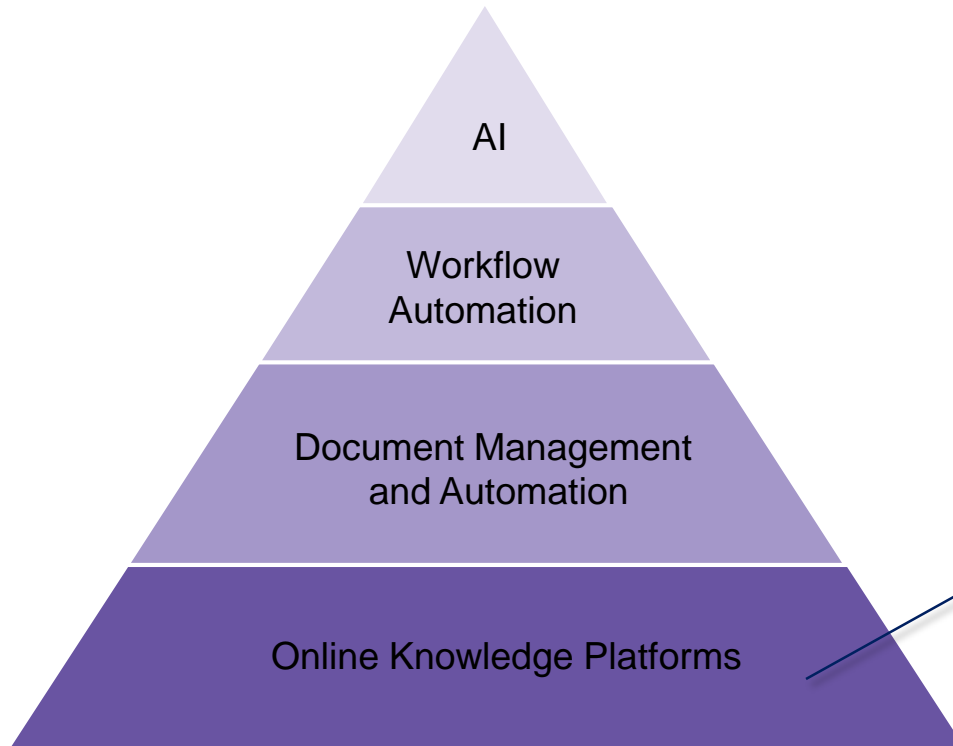 AI
Workflow
Automation
Document Management
and Automation
Online Knowledge Platforms